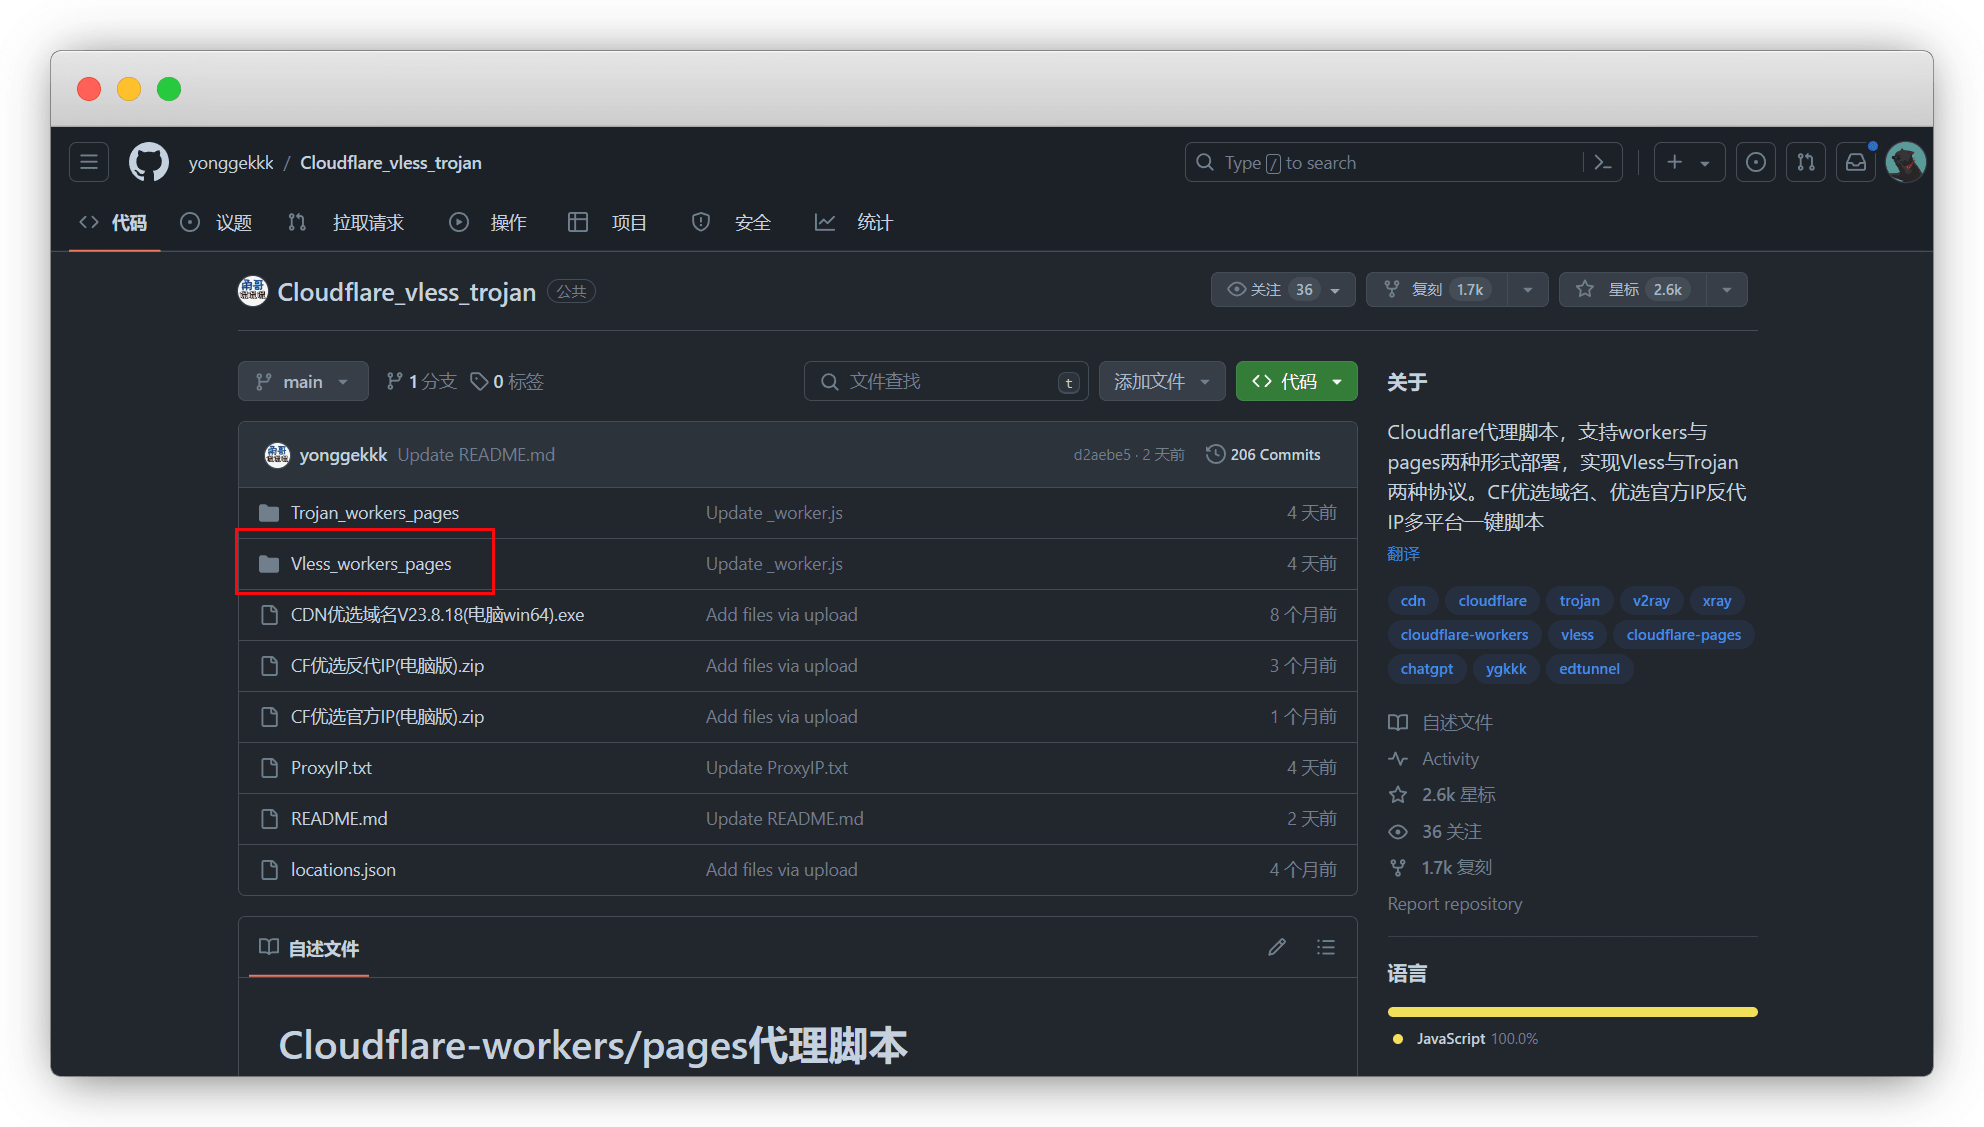 yonggekkk / Cloudflare_vless_trojan
Type / to search
代码 议题 拉取请求 操作 项目 安全 统计
甬哥 Cloudflare_vless_trojan 公共
关注 36 复刻 1.7k 星标 2.6k
main 1 分支 0 标签 文件查找 t 添加文件 代码
yonggekkk Update README.md d2aebe5 · 2 天前 206 Commits
Trojan_workers_pages Update _worker.js 4 天前
Vless_workers_pages Update _worker.js 4 天前
CDN优选域名V23.8.18(电脑win64).exe Add files via upload 8 个月前
CF优选反代IP(电脑版).zip Add files via upload 3 个月前
CF优选官方IP(电脑版).zip Add files via upload 1 个月前
ProxyIP.txt Update ProxyIP.txt 4 天前
README.md Update README.md 2 天前
locations.json Add files via upload 4 个月前
自述文件
Cloudflare-workers/pages代理脚本
关于
Cloudflare代理脚本，支持workers与
pages两种形式部署，实现Vless与Trojan
两种协议。CF优选域名、优选官方IP反代
IP多平台一键脚本
翻译
cdn cloudflare trojan v2ray xray
cloudflare-workers vless cloudflare-pages
chatgpt ygkkk edtunnel
自述文件
Activity
2.6k 星标
36 关注
1.7k 复刻
Report repository
语言
JavaScript 100.0%